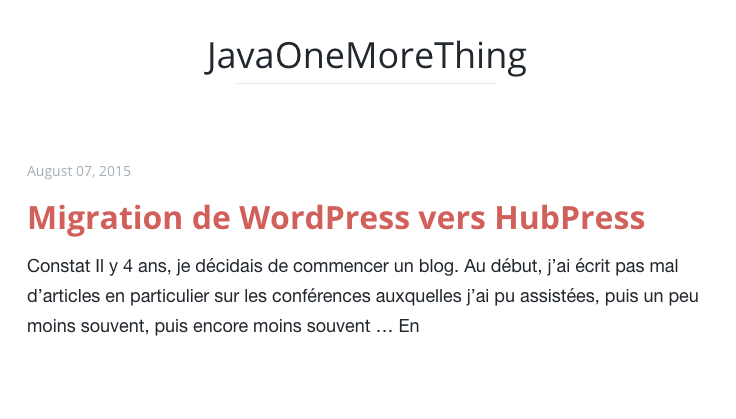 JavaOneMoreThing
August 07, 2015
Migration de WordPress vers HubPress
Constat Il y 4 ans, je décidais de commencer un blog. Au début, j’ai écrit pas mal
d’articles en particulier sur les conférences auxquelles j’ai pu assistées, puis un peu
moins souvent, puis encore moins souvent … En